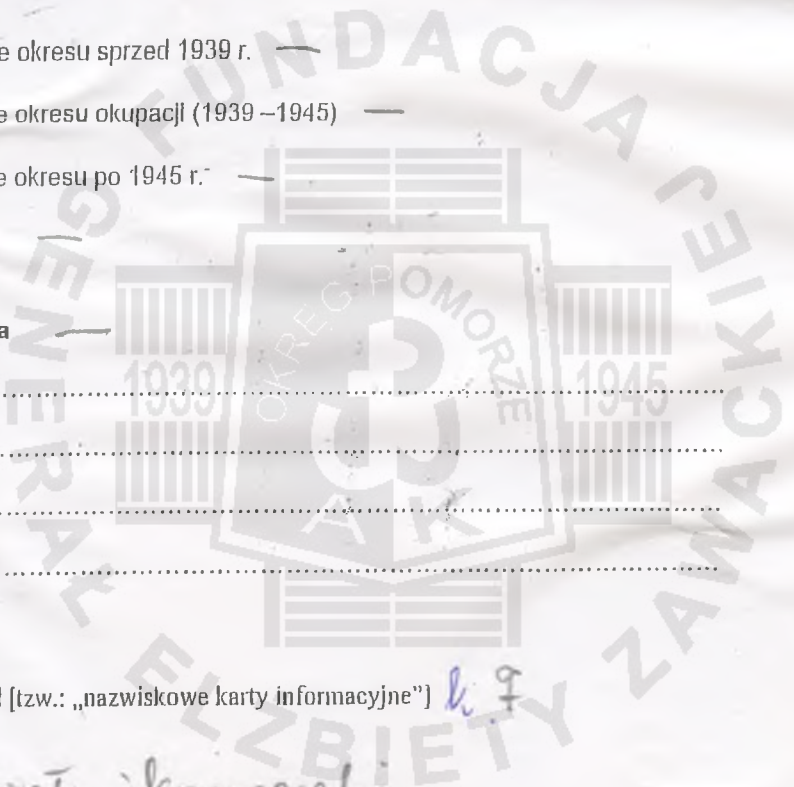 e okresu sprzed 1939 r. —
e okresu okupacji (1939 – 1945) —
e okresu po 1945 r. —
—
a —
[tzw.: „nazwiskowe karty informacyjne”] k.
FUNDACJA GENERAŁ ELŻBIETY ZAWACKIEJ
OKRĘG POMORZE
1939 1945
AK